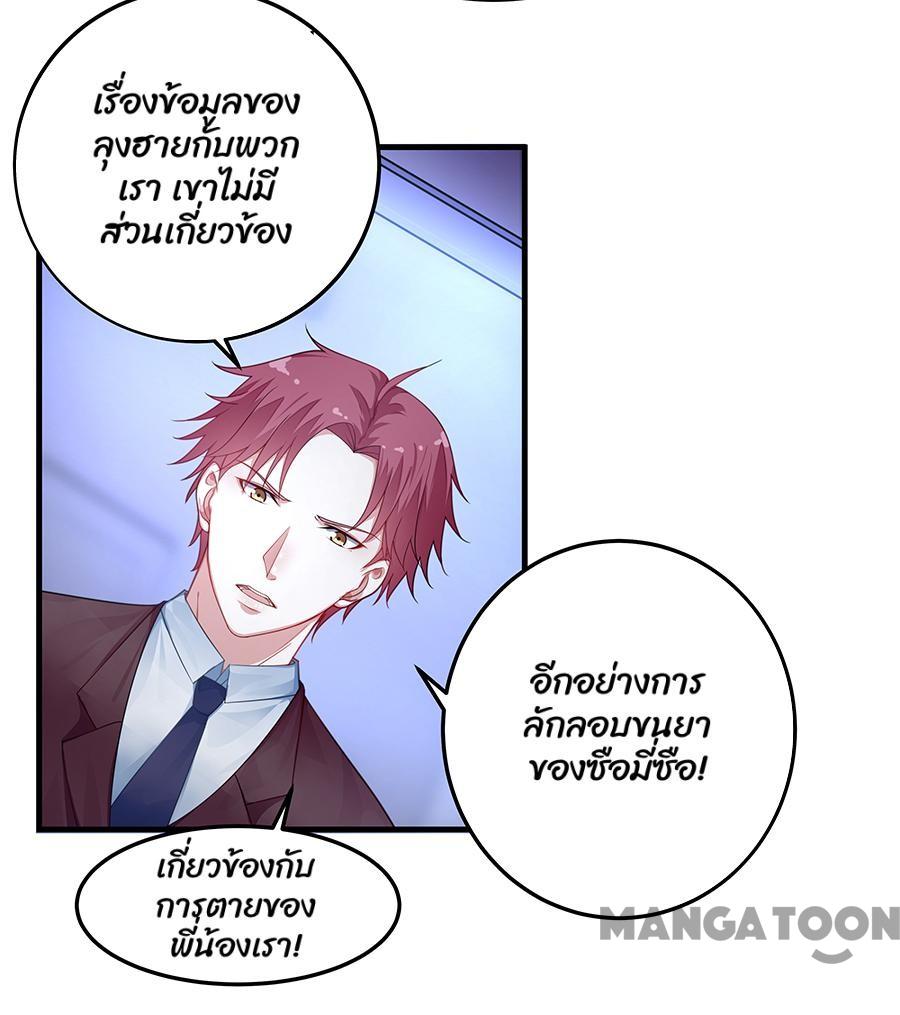 เรื่องข้อมูลของ
ลุงฮายกับพวก
เรา เขาไม่มี
ส่วนเกี่ยวข้อง
อีกอย่างการ
ลักลอบขนยา
ของซือมี่ซือ!
เกี่ยวข้องกับ
การตายของ
พี่น้องเรา!
MANGATOON